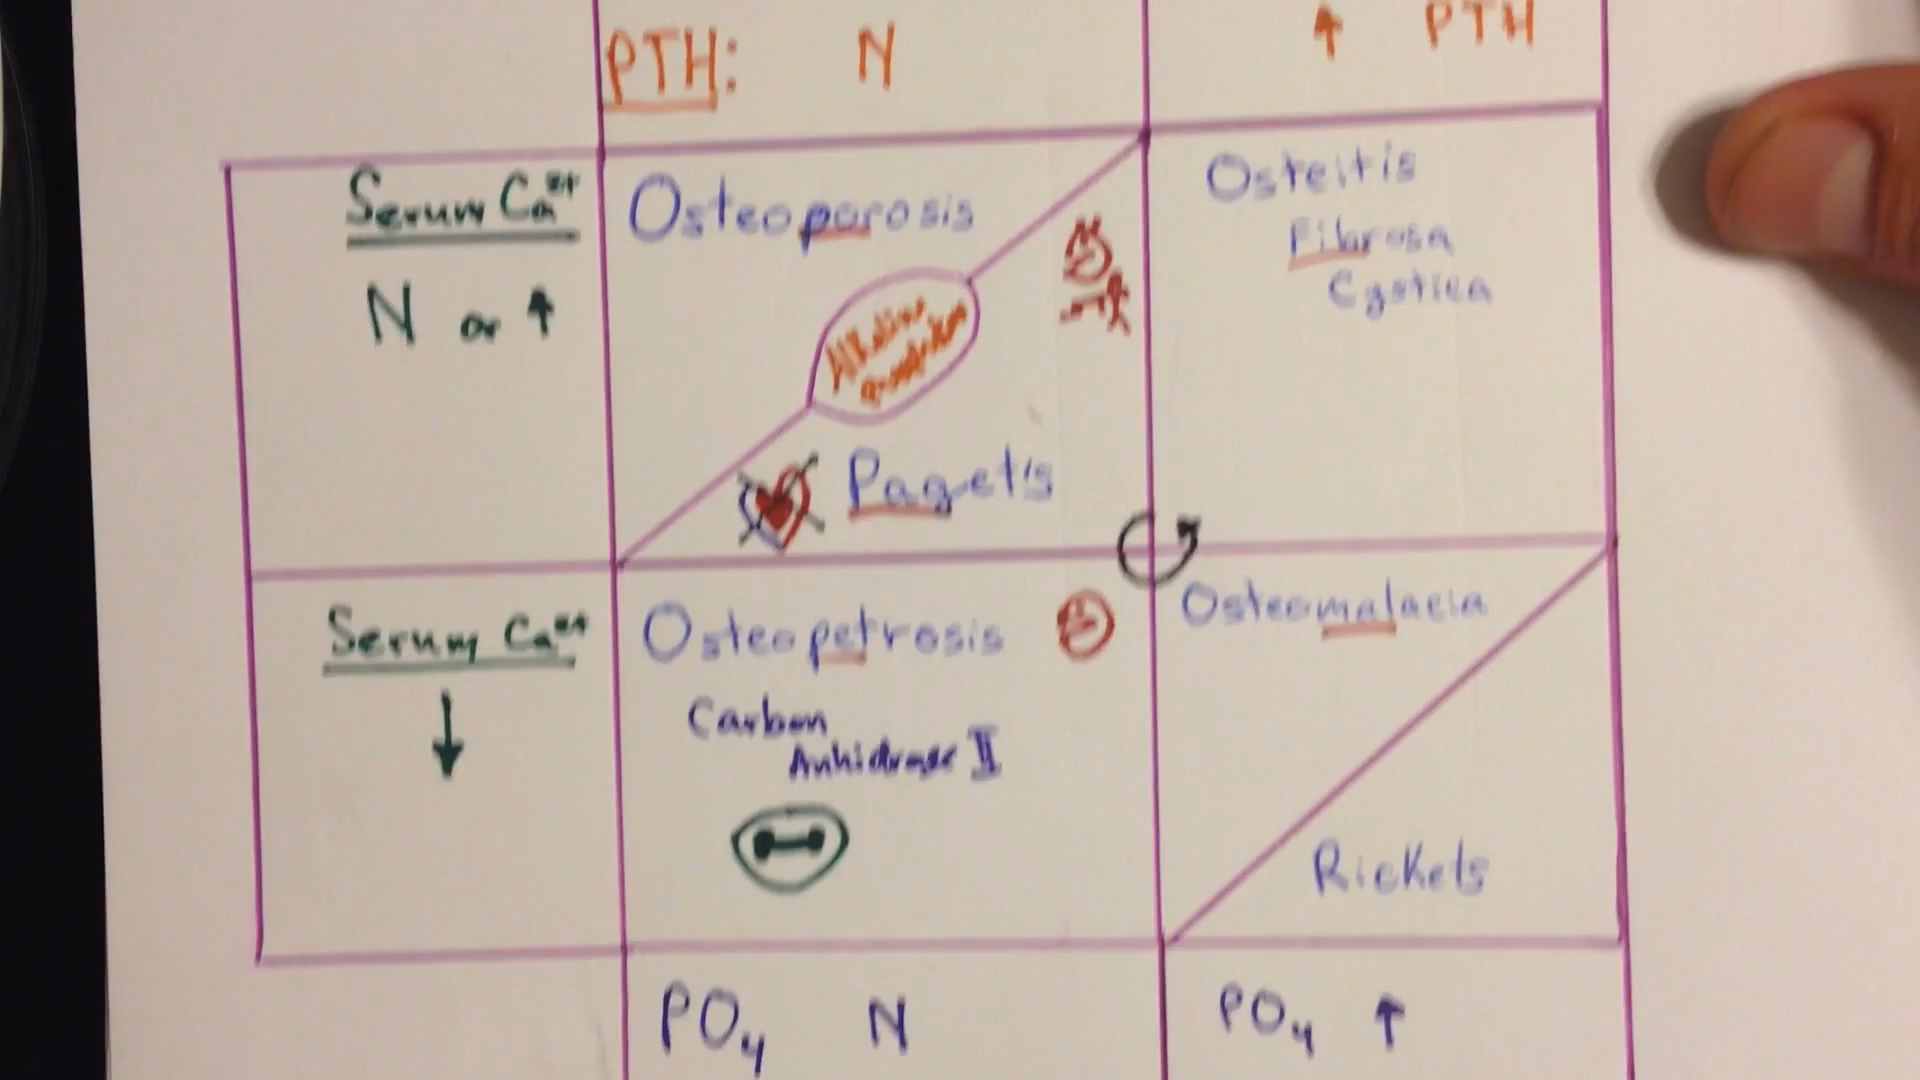 PTH: N
↑ PTH
Serum Ca²⁺
N or ↑
Osteoporosis
Osteitis
Fibrosa
Cystica
Alkaline
Paget's
Serum Ca²⁺
↓
Osteopetrosis
Carbon
Anhidrase II
Osteomalacia
Rickets
PO₄ N
PO₄ ↑